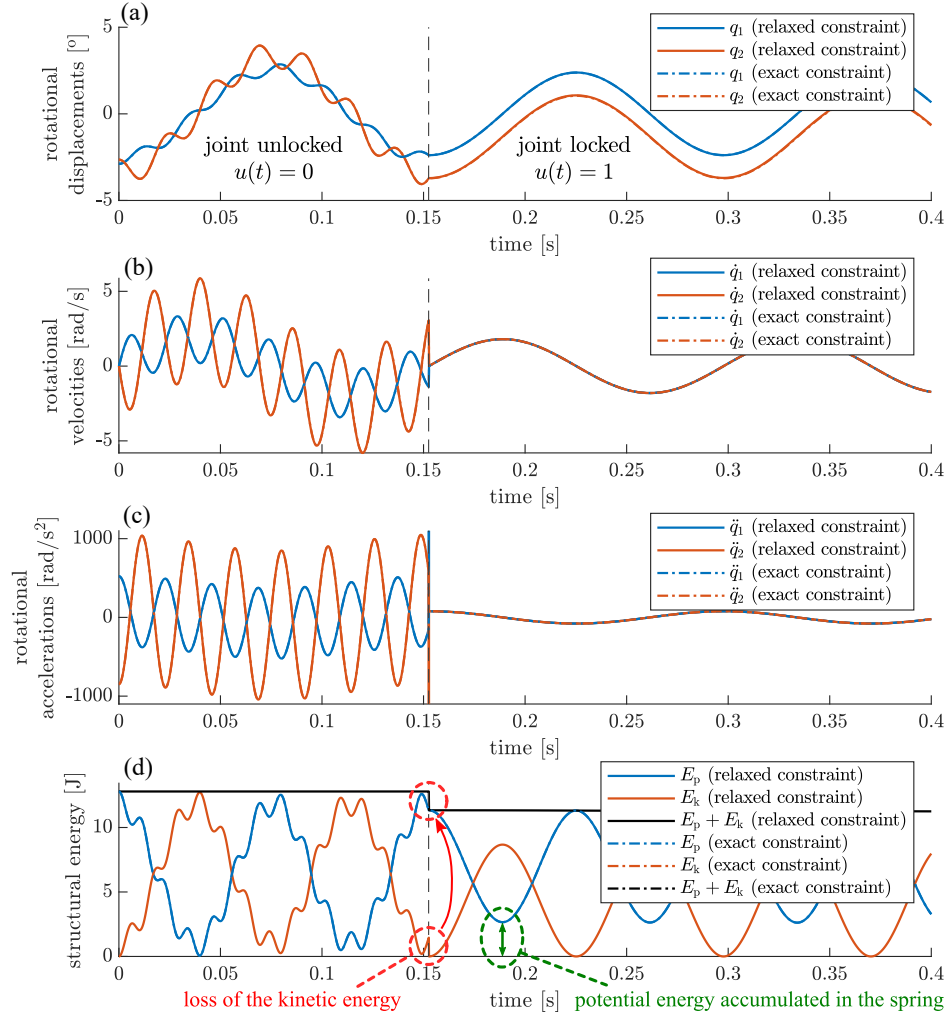 (a)
5
0
-5
rotational
displacements [º]
q₁ (relaxed constraint)
q₂ (relaxed constraint)
q₁ (exact constraint)
q₂ (exact constraint)
joint unlocked
u(t) = 0
joint locked
u(t) = 1
0 0.05 0.1 0.15 0.2 0.25 0.3 0.35 0.4
time [s]
(b)
5
0
-5
rotational
velocities [rad/s]
q̇₁ (relaxed constraint)
q̇₂ (relaxed constraint)
q̇₁ (exact constraint)
q̇₂ (exact constraint)
0 0.05 0.1 0.15 0.2 0.25 0.3 0.35 0.4
time [s]
(c)
1000
0
-1000
rotational
accelerations [rad/s²]
q̈₁ (relaxed constraint)
q̈₂ (relaxed constraint)
q̈₁ (exact constraint)
q̈₂ (exact constraint)
0 0.05 0.1 0.15 0.2 0.25 0.3 0.35 0.4
time [s]
(d)
10
5
0
structural energy [J]
Eₚ (relaxed constraint)
Eₖ (relaxed constraint)
Eₚ + Eₖ (relaxed constraint)
Eₚ (exact constraint)
Eₖ (exact constraint)
Eₚ + Eₖ (exact constraint)
0 0.05 0.1 0.15 0.2 0.25 0.3 0.35 0.4
loss of the kinetic energy
time [s]
potential energy accumulated in the spring